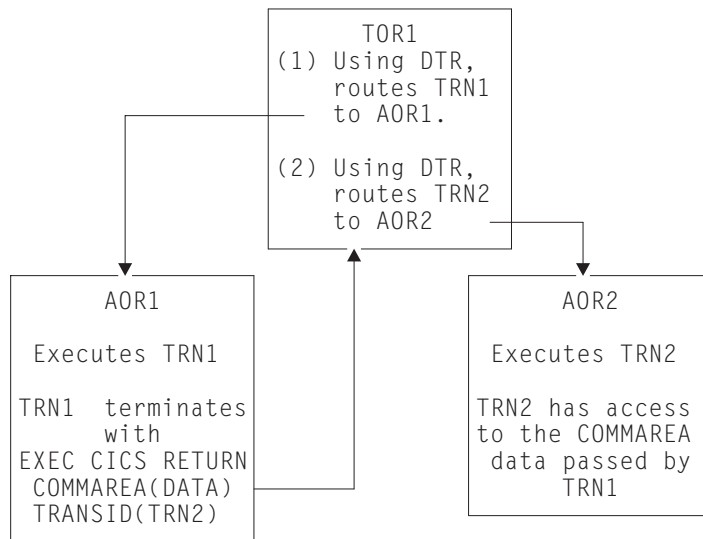 TOR1
(1) Using DTR,
routes TRN1
to AOR1.
(2) Using DTR,
routes TRN2
to AOR2
AOR1
Executes TRN1
TRN1 terminates
with
EXEC CICS RETURN
COMMAREA(DATA)
TRANSID(TRN2)
AOR2
Executes TRN2
TRN2 has access
to the COMMAREA
data passed by
TRN1